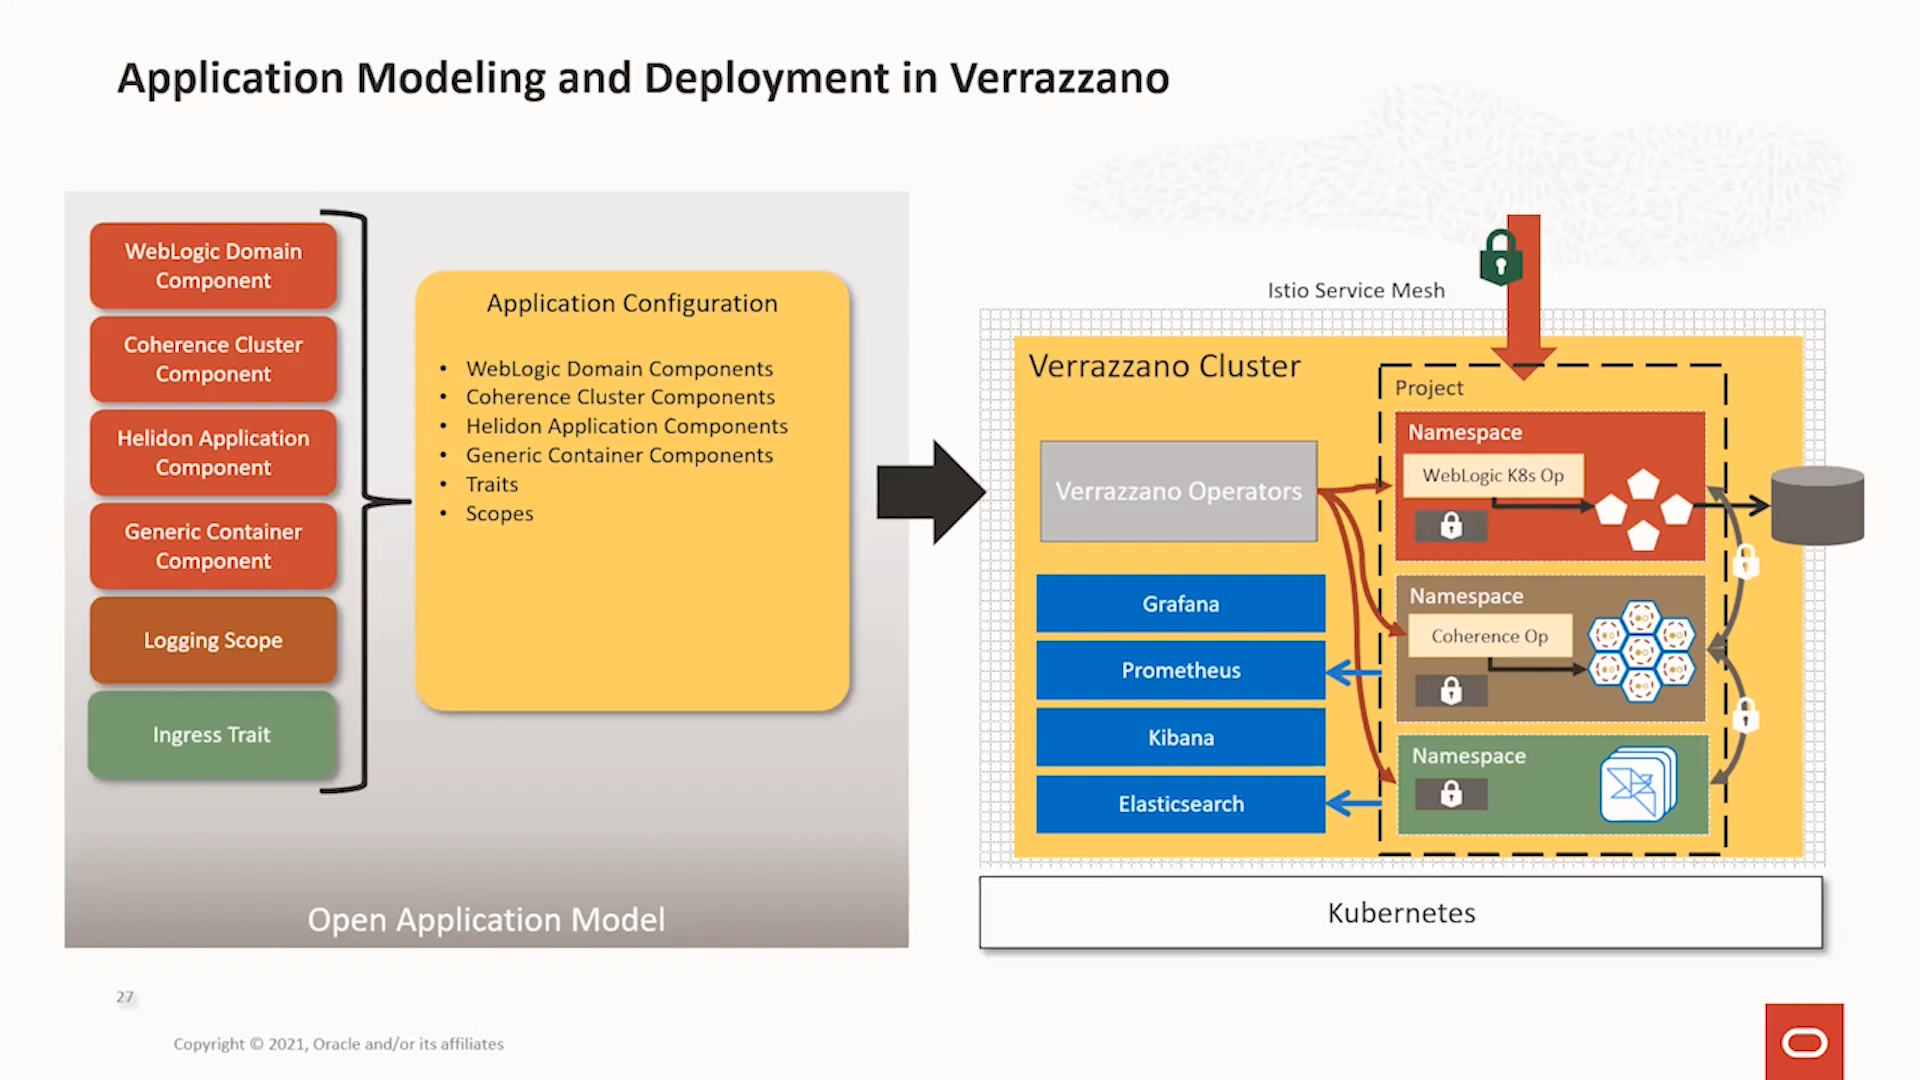 Application Modeling and Deployment in Verrazzano
WebLogic Domain
Component
Coherence Cluster
Component
Helidon Application
Component
Generic Container
Component
Logging Scope
Ingress Trait
Application Configuration
• WebLogic Domain Components
• Coherence Cluster Components
• Helidon Application Components
• Generic Container Components
• Traits
• Scopes
Open Application Model
Istio Service Mesh
Verrazzano Cluster
Verrazzano Operators
Grafana
Prometheus
Kibana
Elasticsearch
Project
Namespace
WebLogic K8s Op
Namespace
Coherence Op
Namespace
Kubernetes
27
Copyright © 2021, Oracle and/or its affiliates